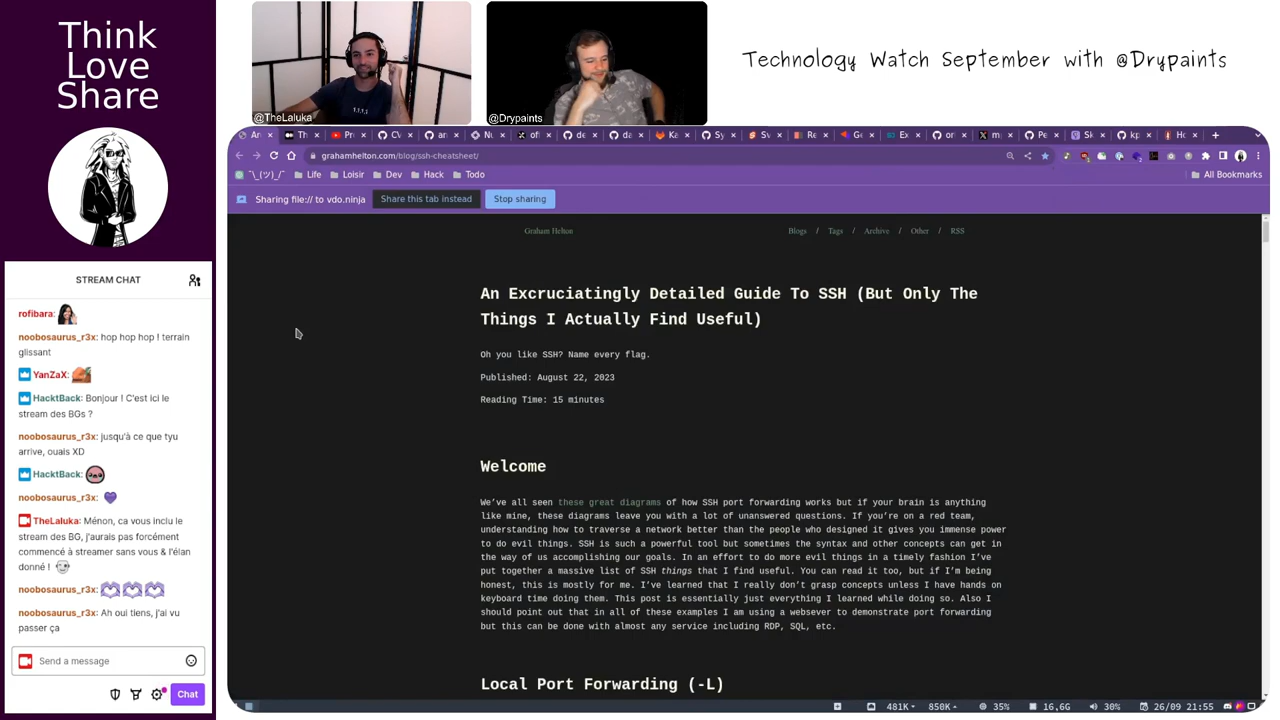 Think
Love
Share
@TheLaluka
@Drypaints
1.1.1.1
Technology Watch September with @Drypaints
STREAM CHAT
rofibara:
noobosaurus_r3x: hop hop hop ! terrain
glissant
YanZaX:
HacktBack: Bonjour ! C'est ici le
stream des BGs ?
noobosaurus_r3x: jusqu'à ce que tyu
arrive, ouais XD
HacktBack:
noobosaurus_r3x:
TheLaluka: Ménon, ca vous inclu le
stream des BG, j'aurais pas forcément
commencé à streamer sans vous & l'élan
donné !
noobosaurus_r3x:
noobosaurus_r3x: Ah oui tiens, j'ai vu
passer ça
Send a message
Chat
grahamhelton.com/blog/ssh-cheatsheet/
¯\_(ツ)_/¯ Life Loisir Dev Hack Todo All Bookmarks
Sharing file:// to vdo.ninja Share this tab instead Stop sharing
Graham Helton Blogs / Tags / Archive / Other / RSS
An Excruciatingly Detailed Guide To SSH (But Only The
Things I Actually Find Useful)
Oh you like SSH? Name every flag.
Published: August 22, 2023
Reading Time: 15 minutes
Welcome
We've all seen these great diagrams of how SSH port forwarding works but if your brain is anything
like mine, these diagrams leave you with a lot of unanswered questions. If you're on a red team,
understanding how to traverse a network better than the people who designed it gives you immense power
to do evil things. SSH is such a powerful tool but sometimes the syntax and other concepts can get in
the way of us accomplishing our goals. In an effort to do more evil things in a timely fashion I've
put together a massive list of SSH things that I find useful. You can read it too, but if I'm being
honest, this is mostly for me. I've learned that I really don't grasp concepts unless I have hands on
keyboard time doing them. This post is essentially just everything I learned while doing so. Also I
should point out that in all of these examples I am using a websever to demonstrate port forwarding
but this can be done with almost any service including RDP, SQL, etc.
Local Port Forwarding (-L)
481K 850K 35% 16,6G 30% 26/09 21:55